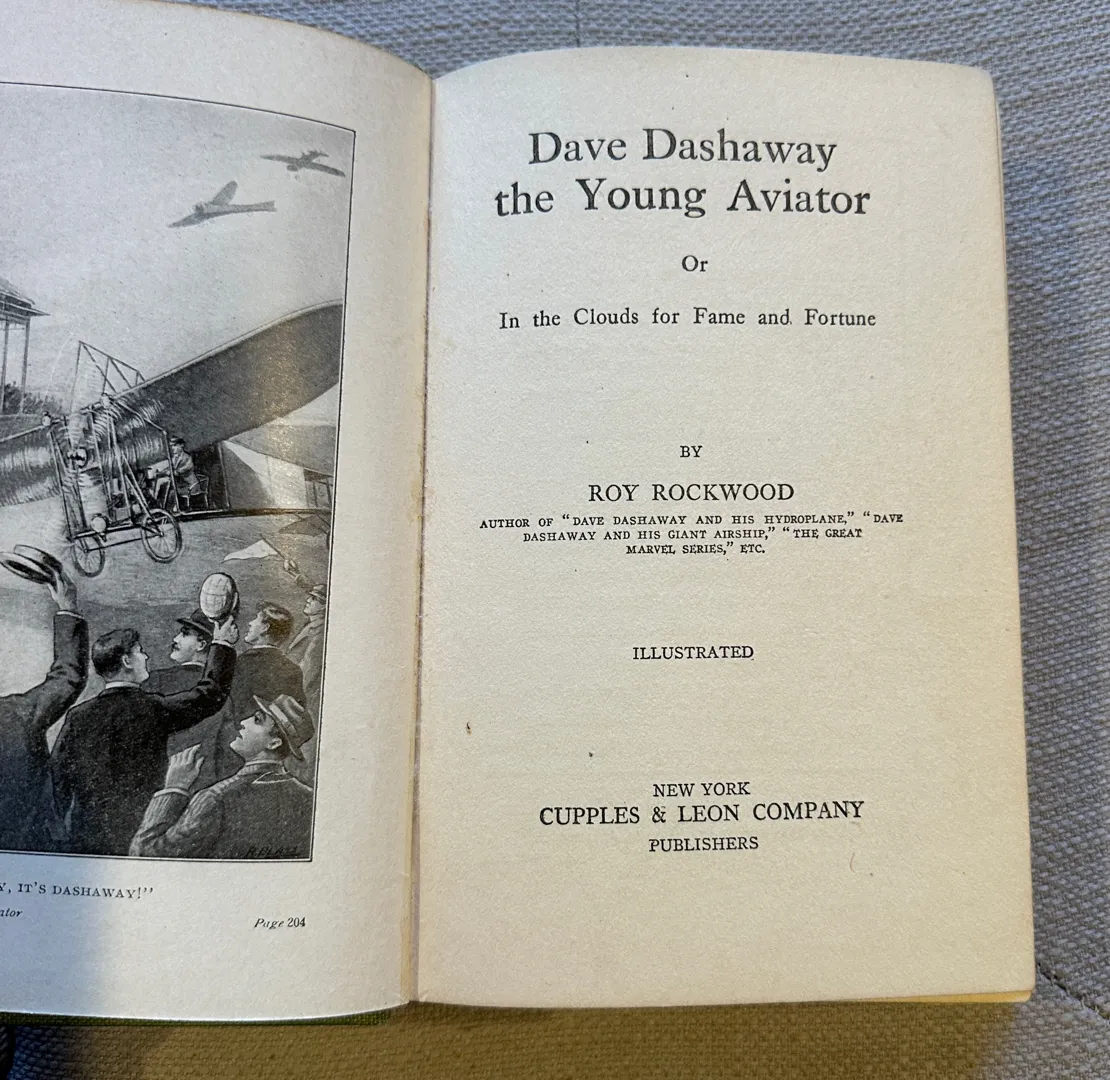 IT'S DASHAWAY!"
Page 204
Dave Dashaway
the Young Aviator
Or
In the Clouds for Fame and Fortune
BY
ROY ROCKWOOD
AUTHOR OF "DAVE DASHAWAY AND HIS HYDROPLANE," "DAVE
DASHAWAY AND HIS GIANT AIRSHIP," "THE GREAT
MARVEL SERIES," ETC.
ILLUSTRATED
NEW YORK
CUPPLES & LEON COMPANY
PUBLISHERS